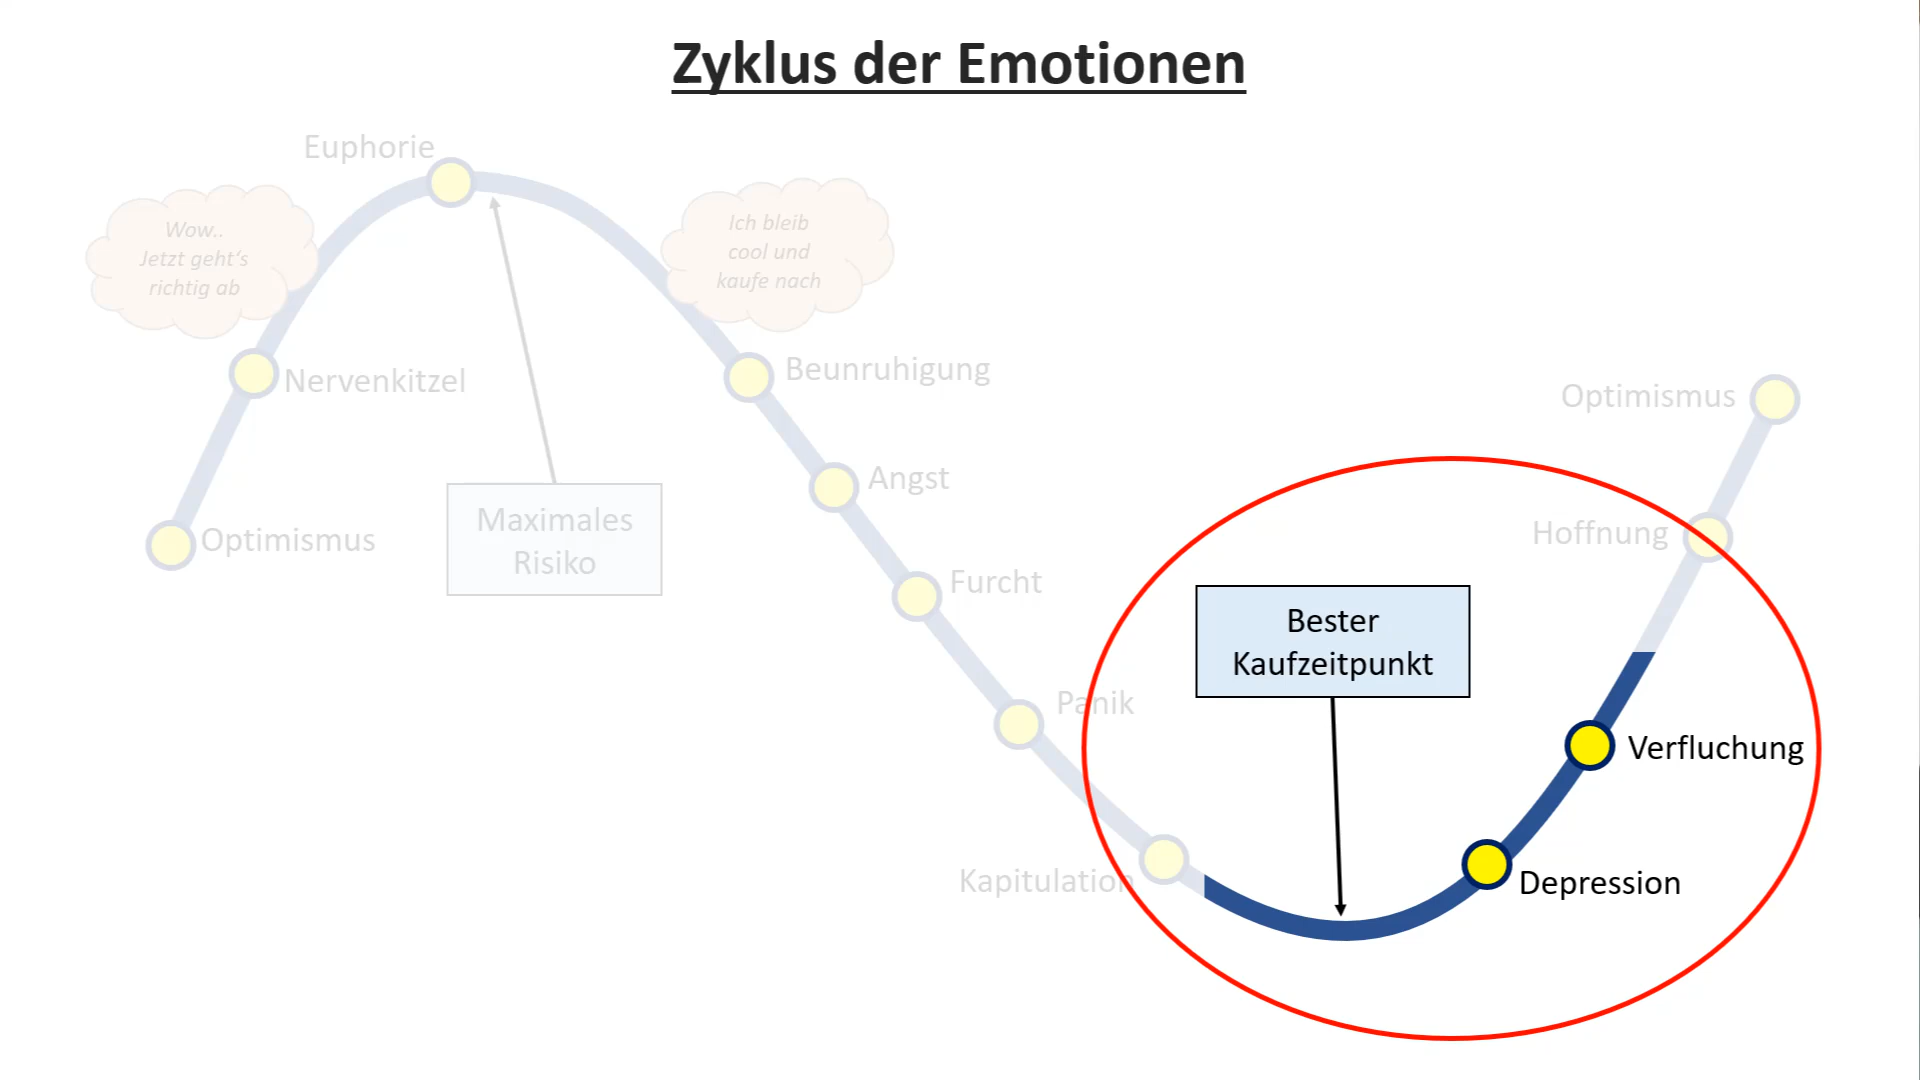 Zyklus der Emotionen
Euphorie
Wow..
Jetzt geht's
richtig ab
Ich bleib
cool und
kaufe nach
Nervenkitzel
Beunruhigung
Optimismus
Angst
Optimismus
Maximales
Risiko
Hoffnung
Furcht
Bester
Kaufzeitpunkt
Panik
Verfluchung
Kapitulation
Depression